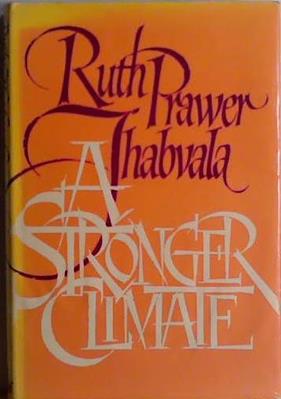 Ruth
Prawer
Jhabvala
A
STRONGER
CLIMATE